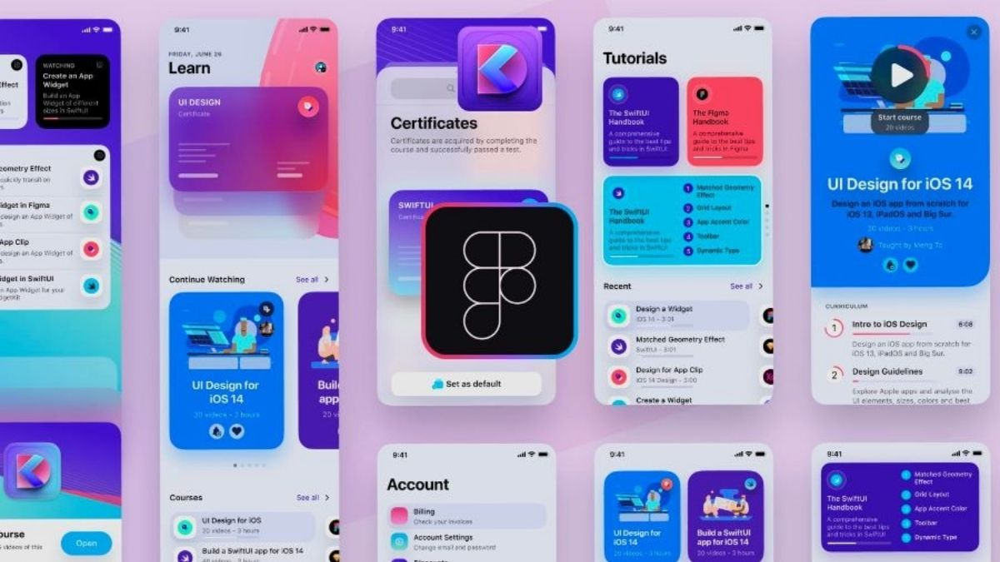 WATCHING
Create an App
Widget
Build an App
Widget of different
sizes in SwiftUI
Effect
eometry Effect
quickly transition
idget in Figma
design an App Widget of
App Clip
design an App Widget of
idget in SwiftUI
n App Widget for your
ourse
videos of this
Open
9:41
FRIDAY, JUNE 26
Learn
UI DESIGN
Certificate
Continue Watching
See all
UI Design for
iOS 14
20 videos - 3 hours
Buil
app
20 vi
Courses
See all
UI Design for iOS
20 videos - 3 hours
Build a SwiftUI app for iOS 14
40 videos - 3 hours
9:41
Certificates
Certificates are acquired by completing the
course and successfully passed a test.
SWIFTUI
Certific
Set as default
9:41
Account
Billing
Check your invoices
Account Settings
Change email and password
9:41
Tutorials
The SwiftUI
Handbook
A comprehensive
guide to the best tips
and tricks in SwiftUI
The Figma
Handbook
A comprehensive
guide to the best tips
and tricks in Figma
The SwiftUI
Handbook
A comprehensive
guide to the best tips
and tricks in SwiftUI
1 Matched Geometry
Effect
2 Grid Layout
3 App Accent Color
4 Toolbar
5 Dynamic Type
Recent
See all
Design a Widget
iOS 14 - 3:01
Matched Geometry Effect
SwiftUI - 3:01
Design for App Clip
iOS 14 Design - 3:00
Create a Widget
9:41
UI Design for
iOS 14
20 videos - 3 hours
Build a SwiftUI
app for iOS 14
20 videos - 3 hours
Start course
20 videos
UI Design for iOS 14
Design an iOS app from scratch for
iOS 13, iPadOS and Big Sur.
20 videos - 3 hours
Taught by Meng To
CURRICULUM
1 Intro to iOS Design 6:08
Design an iOS app from scratch for
iOS 13, iPadOS and Big Sur.
2 Design Guidelines 9:02
Explore Apple apps and analyse the
UI elements, sizes, colors and best
9:41
The SwiftUI
Handbook
A comprehensive
guide to the best tips
and tricks in SwiftUI
Matched Geometry
Effect
Grid Layout
App Accent Color
Toolbar
Dynamic Type